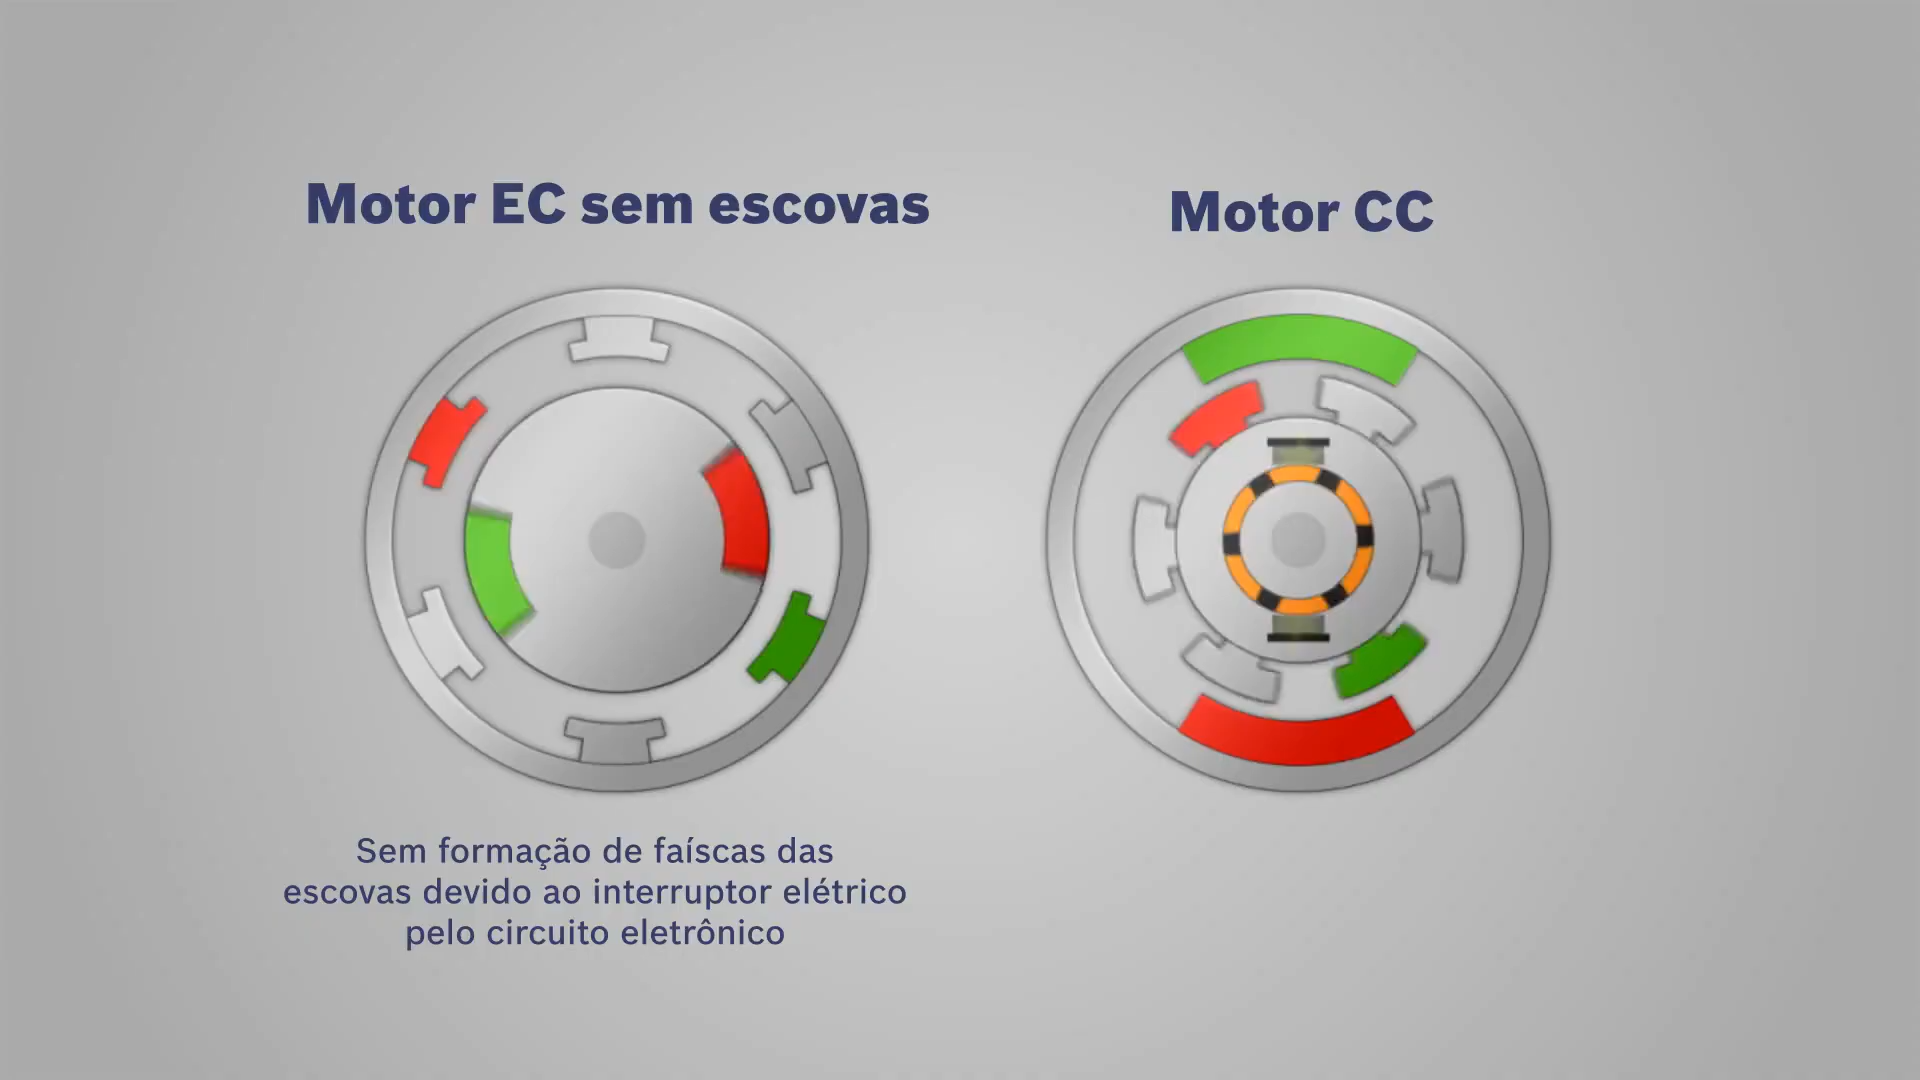 Motor EC sem escovas
Motor CC
Sem formação de faíscas das
escovas devido ao interruptor elétrico
pelo circuito eletrônico